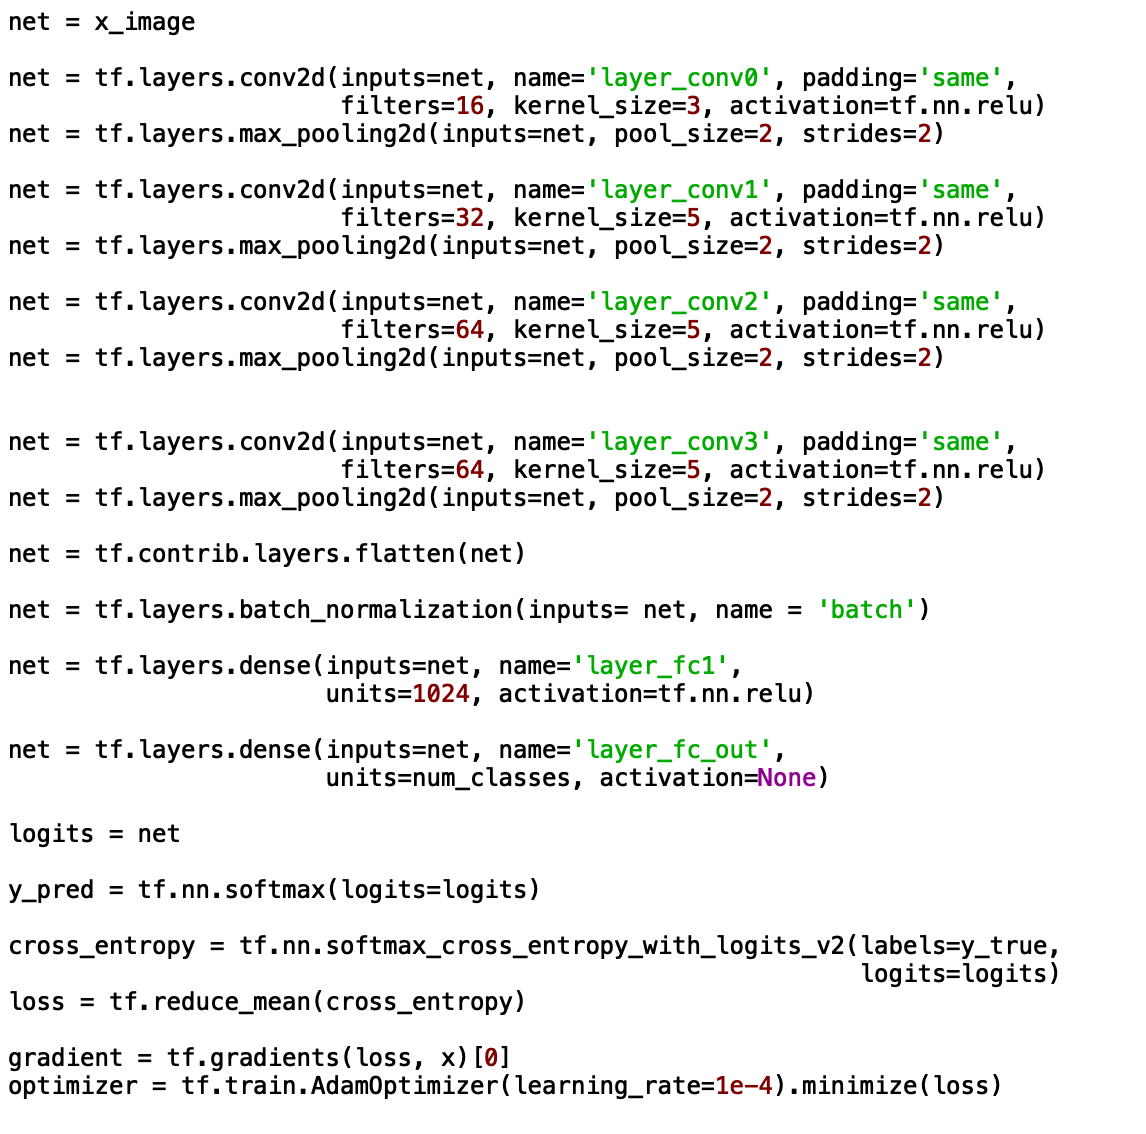 net = x_image
net = tf.layers.conv2d(inputs=net, name='layer_conv0', padding='same',
filters=16, kernel_size=3, activation=tf.nn.relu)
net = tf.layers.max_pooling2d(inputs=net, pool_size=2, strides=2)
net = tf.layers.conv2d(inputs=net, name='layer_conv1', padding='same',
filters=32, kernel_size=5, activation=tf.nn.relu)
net = tf.layers.max_pooling2d(inputs=net, pool_size=2, strides=2)
net = tf.layers.conv2d(inputs=net, name='layer_conv2', padding='same',
filters=64, kernel_size=5, activation=tf.nn.relu)
net = tf.layers.max_pooling2d(inputs=net, pool_size=2, strides=2)
net = tf.layers.conv2d(inputs=net, name='layer_conv3', padding='same',
filters=64, kernel_size=5, activation=tf.nn.relu)
net = tf.layers.max_pooling2d(inputs=net, pool_size=2, strides=2)
net = tf.contrib.layers.flatten(net)
net = tf.layers.batch_normalization(inputs= net, name = 'batch')
net = tf.layers.dense(inputs=net, name='layer_fc1',
units=1024, activation=tf.nn.relu)
net = tf.layers.dense(inputs=net, name='layer_fc_out',
units=num_classes, activation=None)
logits = net
y_pred = tf.nn.softmax(logits=logits)
cross_entropy = tf.nn.softmax_cross_entropy_with_logits_v2(labels=y_true,
logits=logits)
loss = tf.reduce_mean(cross_entropy)
gradient = tf.gradients(loss, x)[0]
optimizer = tf.train.AdamOptimizer(learning_rate=1e-4).minimize(loss)